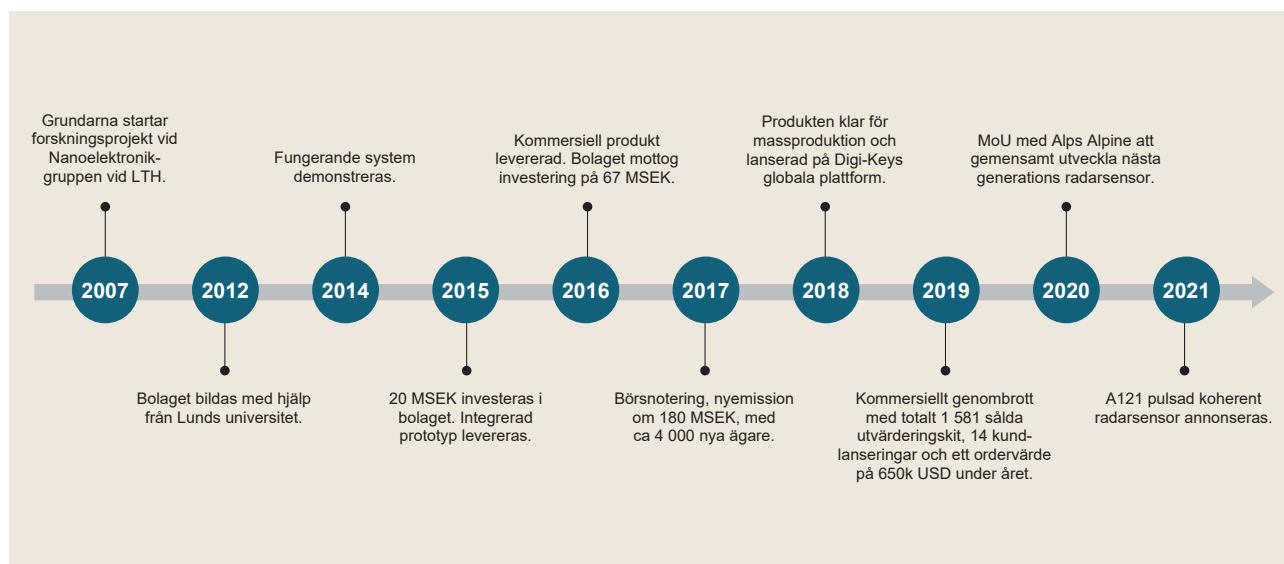 Grundarna startar
forskningsprojekt vid
Nanoelektronik-
gruppen vid LTH.
Fungerande system
demonstreras.
Kommersiell produkt
levererad. Bolaget mottog
investering på 67 MSEK.
Produkten klar för
massproduktion och
lanserad på Digi-Keys
globala plattform.
MoU med Alps Alpine att
gemensamt utveckla nästa
generations radarsensor.
2007
2012
2014
2015
2016
2017
2018
2019
2020
2021
Bolaget bildas med hjälp
från Lunds universitet.
20 MSEK investeras i
bolaget. Integrerad
prototyp levereras.
Börsnotering, nyemission
om 180 MSEK, med
ca 4 000 nya ägare.
Kommersiellt genombrott
med totalt 1 581 sålda
utvärderingskit, 14 kund-
lanseringar och ett ordervärde
på 650k USD under året.
A121 pulsad koherent
radarsensor annonseras.